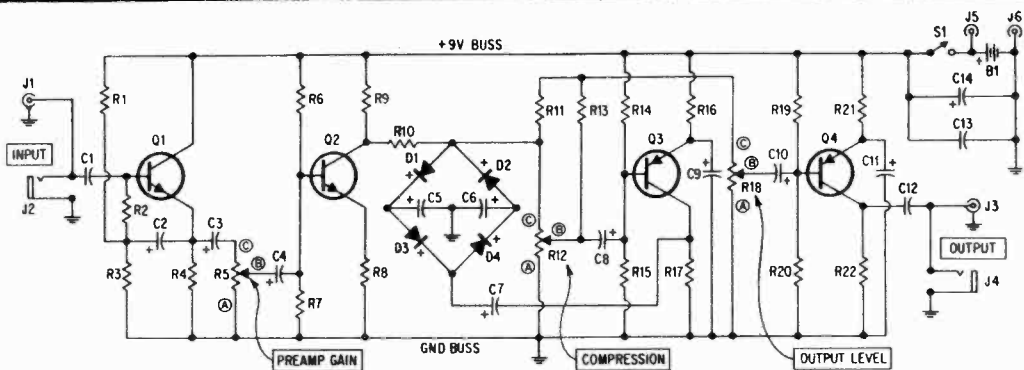 +9V BUSS
S1
J5
J6
B1
J1
R1
R6
R9
R11
R13
R14
R16
R19
R21
C14
C13
INPUT
Q1
Q2
R10
D1
D2
Q3
C9
C
B
R18
A
C10
Q4
C11
C12
J3
OUTPUT
J4
C1
J2
R2
C2
C3
C
B
R5
A
C4
C5
C6
D3
D4
C
B
R12
A
C8
R3
R4
R7
R8
C7
R15
R17
R20
R22
GND BUSS
PREAMP GAIN
COMPRESSION
OUTPUT LEVEL